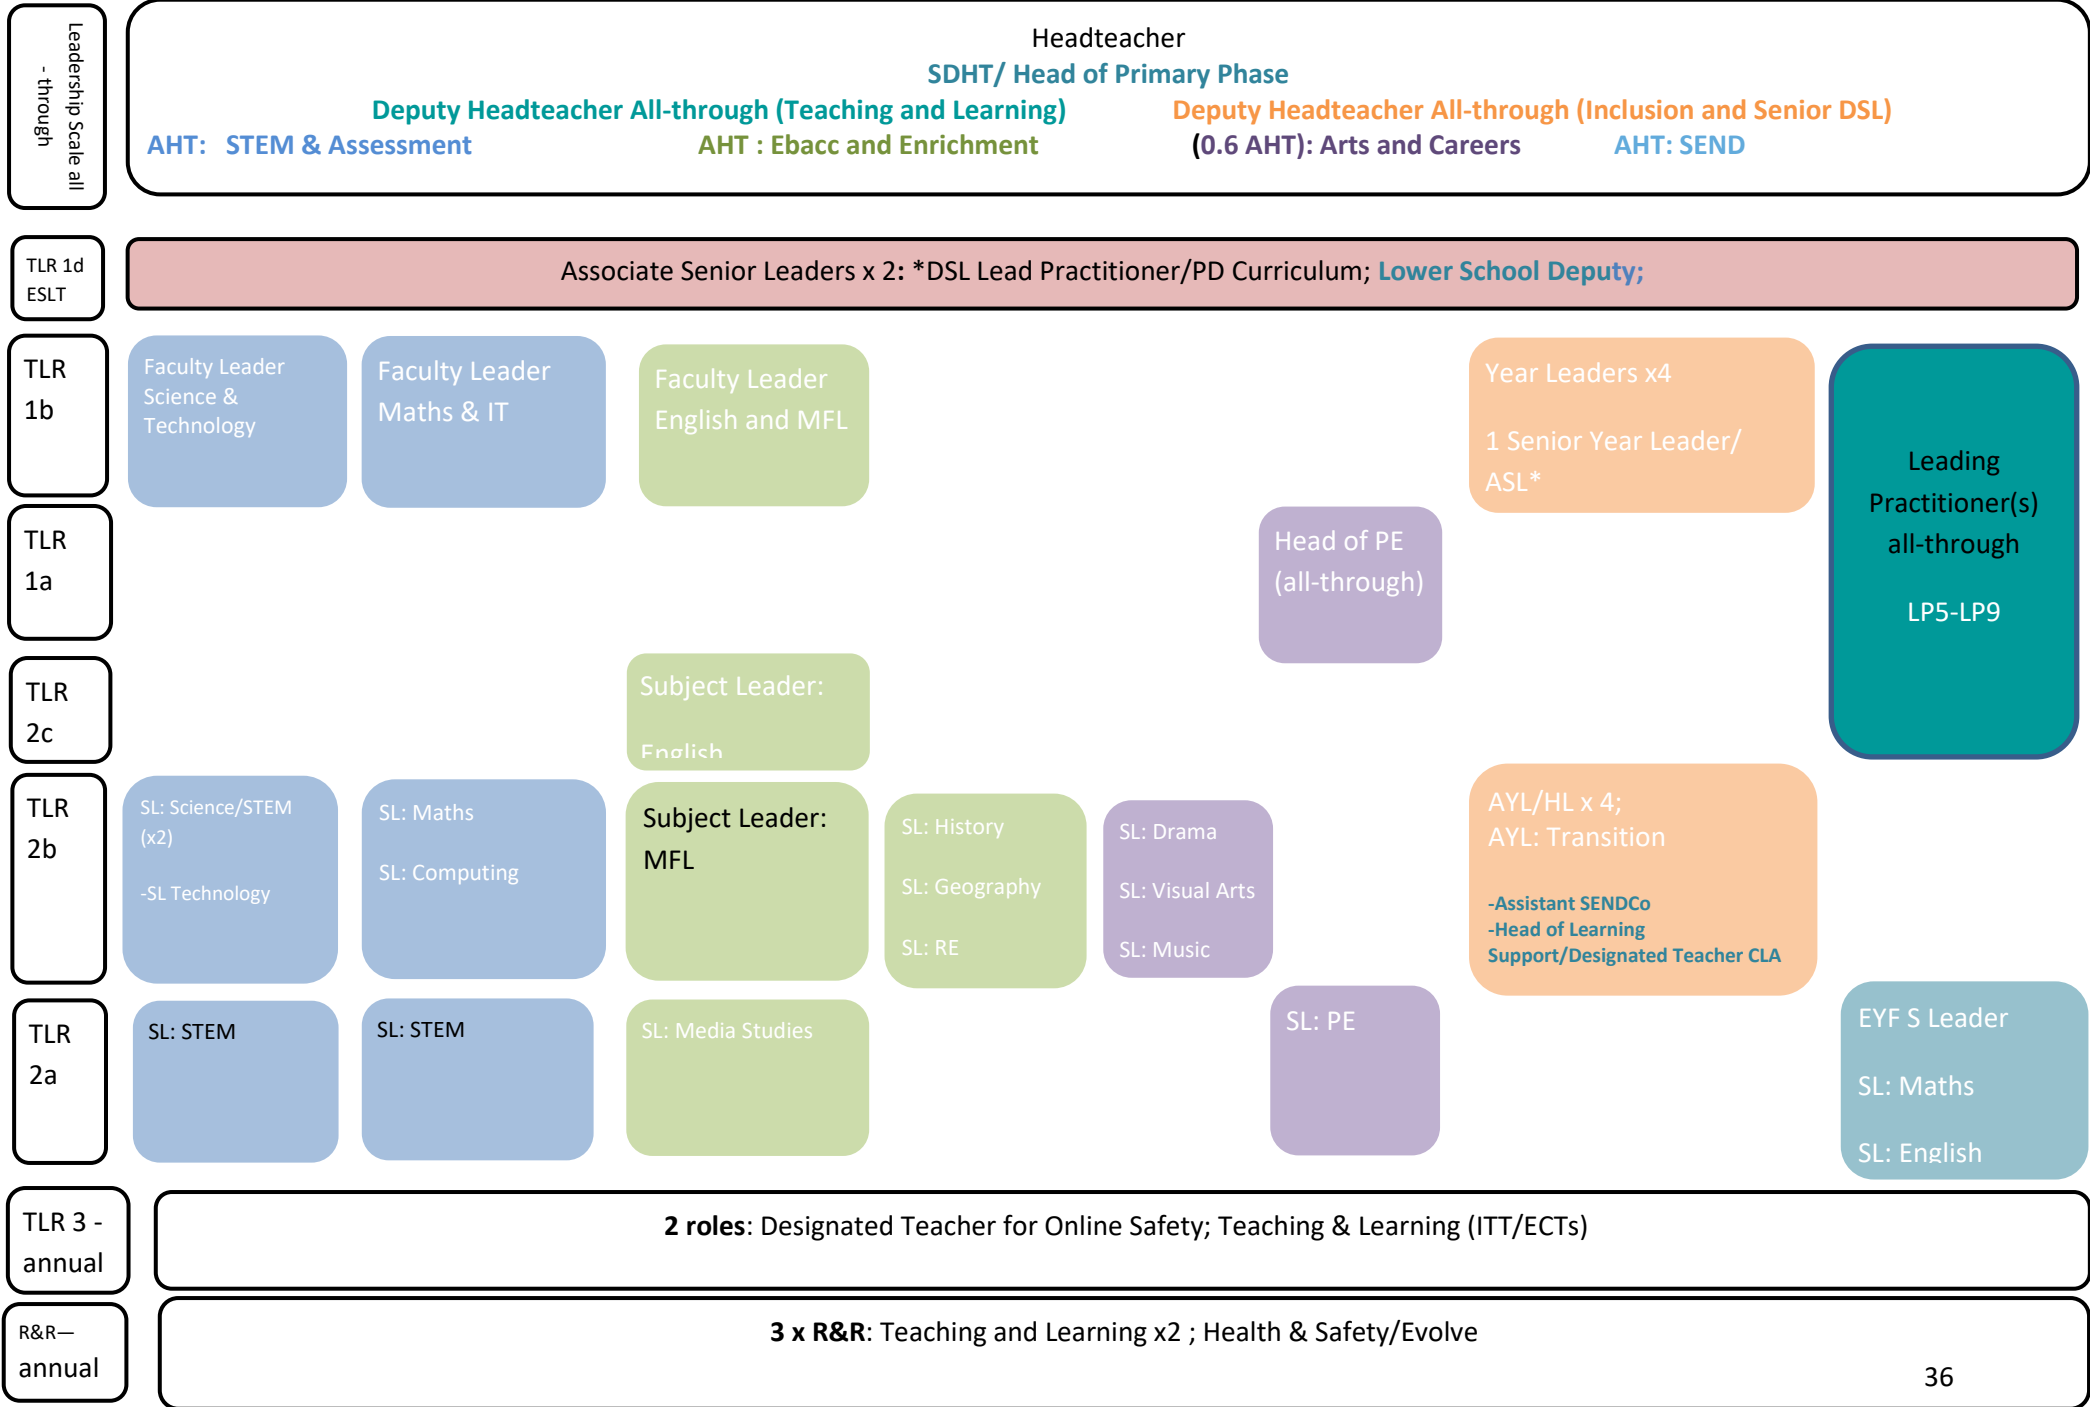 Leadership Scale all
- through
Headteacher
SDHT/ Head of Primary Phase
Deputy Headteacher All-through (Teaching and Learning) Deputy Headteacher All-through (Inclusion and Senior DSL)
AHT: STEM & Assessment AHT : Ebacc and Enrichment (0.6 AHT): Arts and Careers AHT: SEND
TLR 1d
ESLT
Associate Senior Leaders x 2: *DSL Lead Practitioner/PD Curriculum; Lower School Deputy;
TLR
1b
Faculty Leader
Science &
Technology
Faculty Leader
Maths & IT
Faculty Leader
English and MFL
Year Leaders x4
1 Senior Year Leader/
ASL*
Leading
Practitioner(s)
all-through
LP5-LP9
TLR
1a
Head of PE
(all-through)
TLR
2c
Subject Leader:
English
TLR
2b
SL: Science/STEM
(x2)
-SL Technology
SL: Maths
SL: Computing
Subject Leader:
MFL
SL: History
SL: Geography
SL: RE
SL: Drama
SL: Visual Arts
SL: Music
AYL/HL x 4;
AYL: Transition
-Assistant SENDCo
-Head of Learning
Support/Designated Teacher CLA
TLR
2a
SL: STEM
SL: STEM
SL: Media Studies
SL: PE
EYF S Leader
SL: Maths
SL: English
TLR 3 -
annual
2 roles: Designated Teacher for Online Safety; Teaching & Learning (ITT/ECTs)
R&R—
annual
3 x R&R: Teaching and Learning x2 ; Health & Safety/Evolve
36